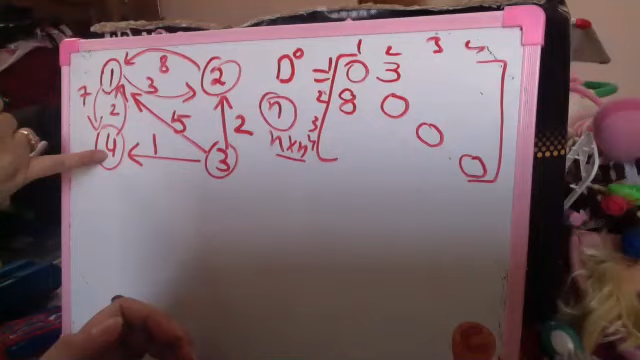 8
1 2 3 4
1 3 2
D⁰ = 1 0 3
7 2
n 2 8 0
5 2
3 0
4 1 3
n×n 4 0